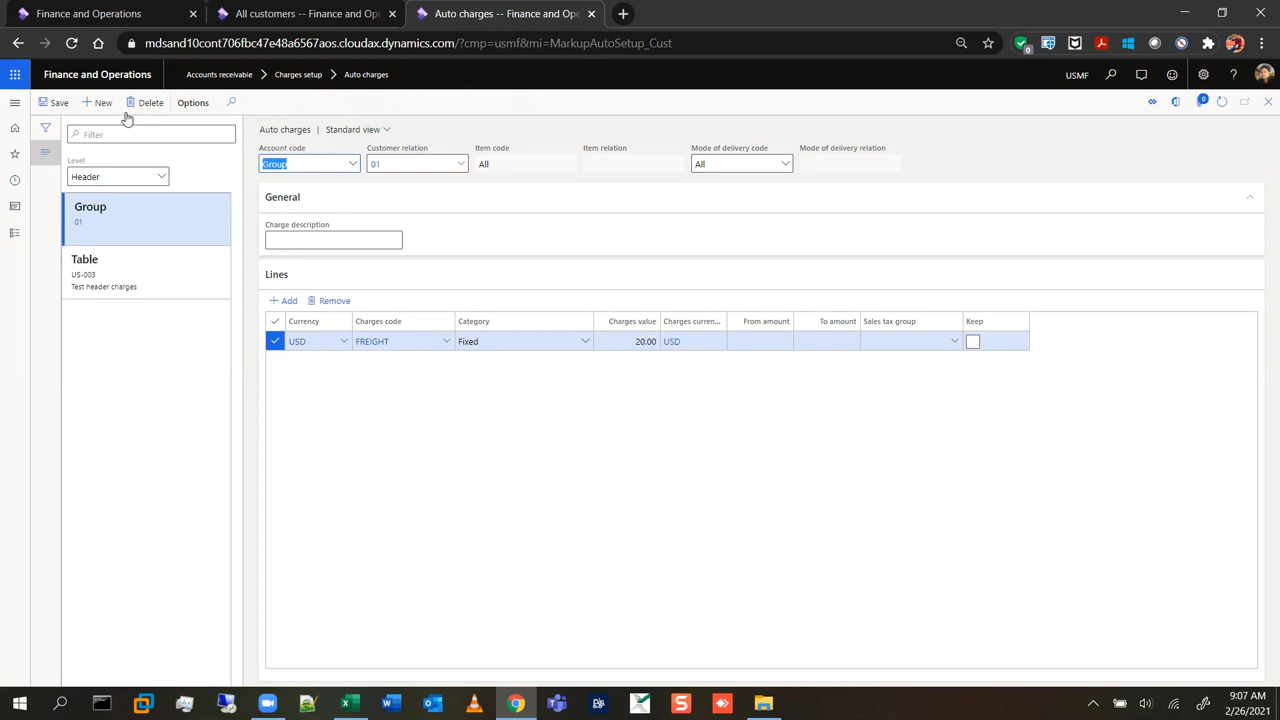 Finance and Operations
All customers -- Finance and Op
Auto charges -- Finance and Op
mdsand10cont706fbc47e48a6567aos.cloudax.dynamics.com/?cmp=usmf&mi=MarkupAutoSetup_Cust
0
Finance and Operations
Accounts receivable
Charges setup
Auto charges
USMF
?
Save
New
Delete
Options
0
Filter
Auto charges | Standard view
Account code
Customer relation
Item code
Item relation
Mode of delivery code
Mode of delivery relation
Group
01
All
All
Level
Header
Group
01
Table
US-003
Test header charges
General
Charge description
Lines
Add
Remove
Currency
Charges code
Category
Charges value
Charges curren...
From amount
To amount
Sales tax group
Keep
USD
FREIGHT
Fixed
20.00
USD
9:07 AM
2/26/2021